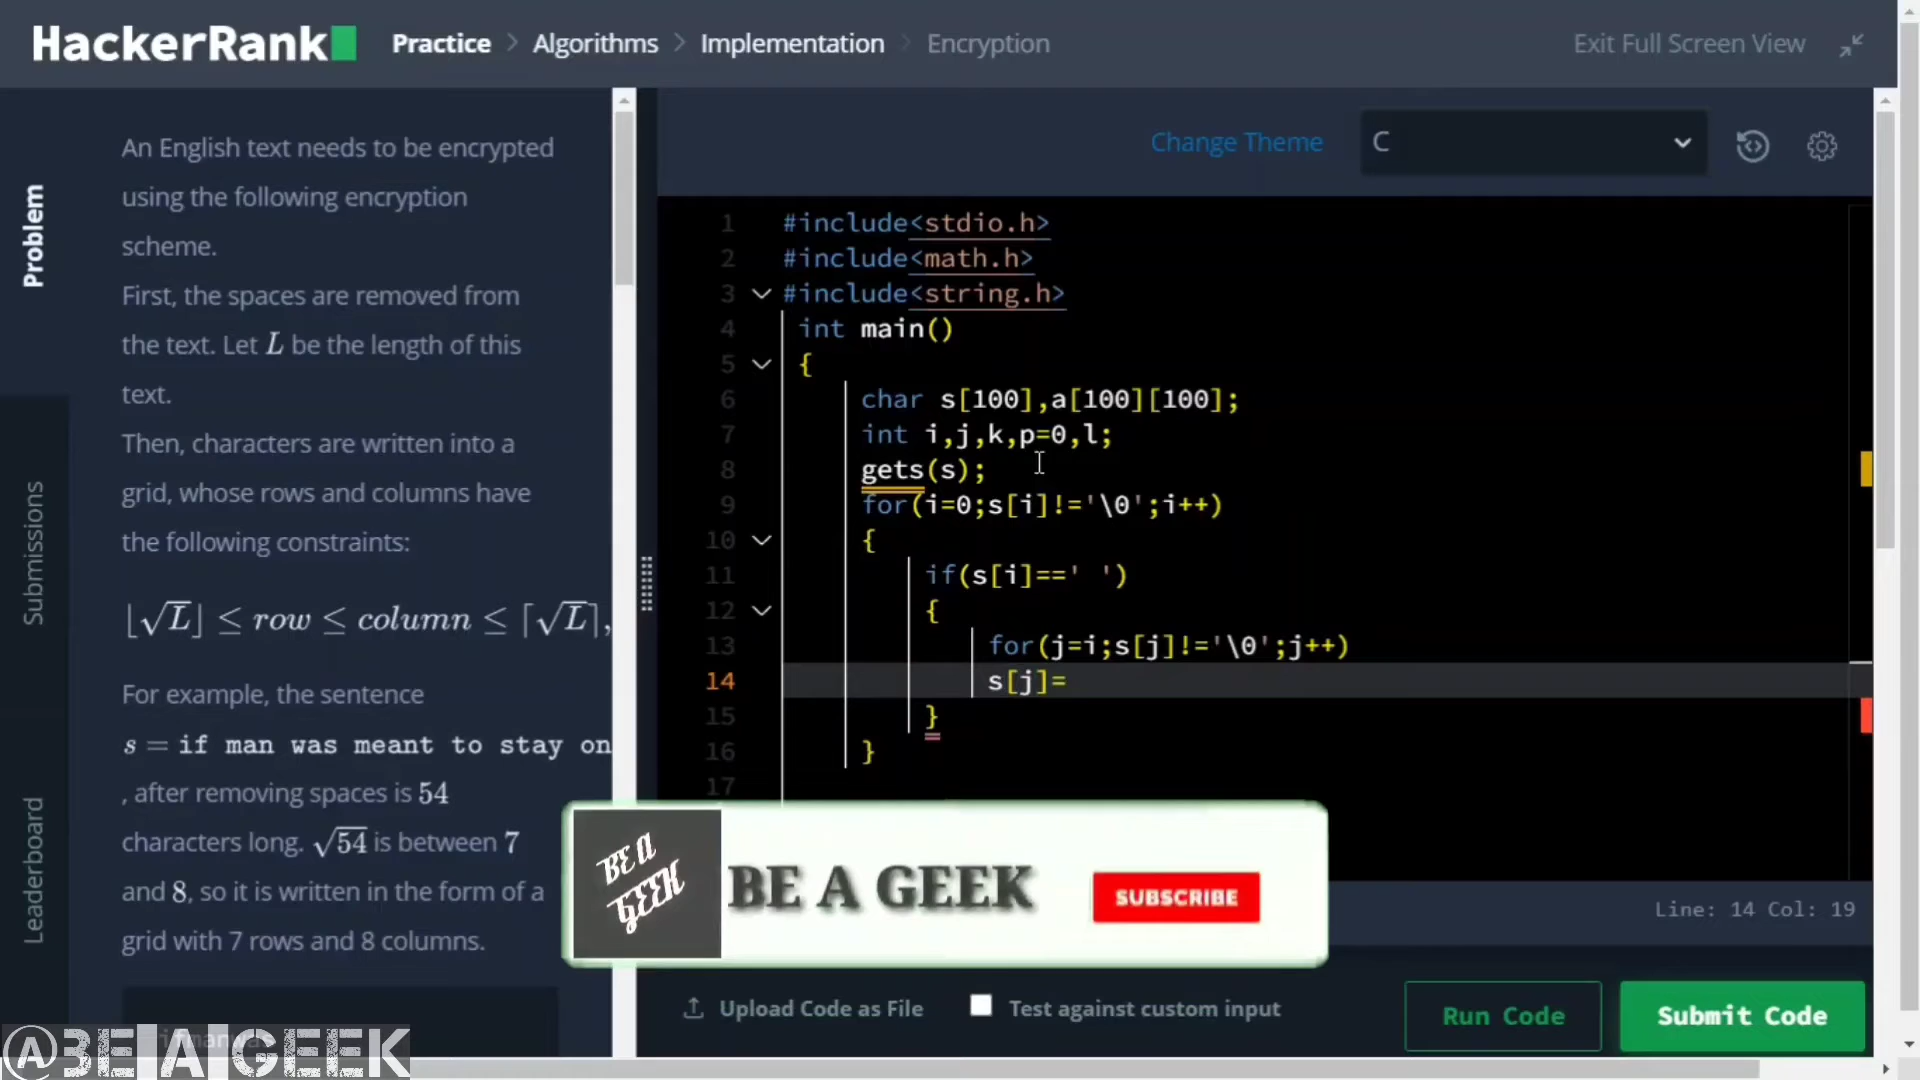 HackerRank
Practice > Algorithms > Implementation > Encryption
Exit Full Screen View
Problem
Submissions
Leaderboard
An English text needs to be encrypted
using the following encryption
scheme.
First, the spaces are removed from
the text. Let L be the length of this
text.
Then, characters are written into a
grid, whose rows and columns have
the following constraints:
⌊√L⌋ ≤ row ≤ column ≤ ⌈√L⌉,
For example, the sentence
s = if man was meant to stay on
, after removing spaces is 54
characters long. √54 is between 7
and 8, so it is written in the form of a
grid with 7 rows and 8 columns.
Change Theme
C
1 #include<stdio.h>
2 #include<math.h>
3 #include<string.h>
4 int main()
5 {
6 char s[100],a[100][100];
7 int i,j,k,p=0,l;
8 gets(s);
9 for(i=0;s[i]!='\0';i++)
10 {
11 if(s[i]==' ')
12 {
13 for(j=i;s[j]!='\0';j++)
14 s[j]=
15 }
16 }
17
BE A GEEK
BE A GEEK
SUBSCRIBE
Line: 14 Col: 19
Upload Code as File
Test against custom input
Run Code
Submit Code
@BE A GEEK